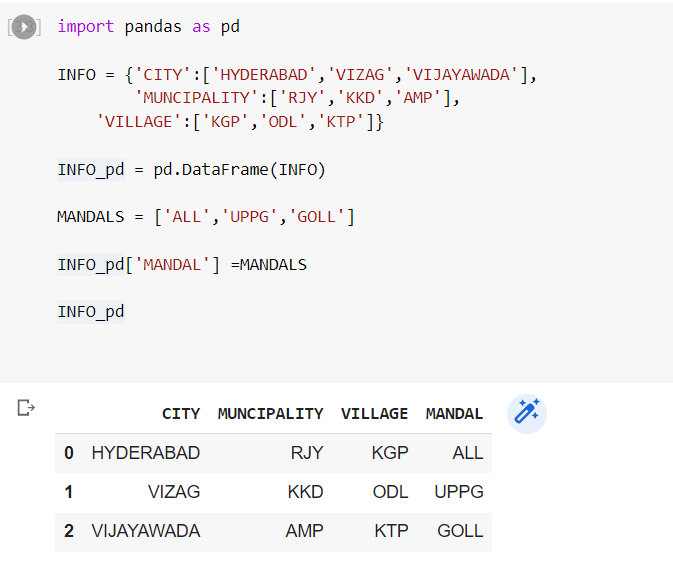 import pandas as pd
INFO = {'CITY':['HYDERABAD','VIZAG','VIJAYAWADA'],
'MUNCIPALITY':['RJY','KKD','AMP'],
'VILLAGE':['KGP','ODL','KTP']}
INFO_pd = pd.DataFrame(INFO)
MANDALS = ['ALL','UPPG','GOLL']
INFO_pd['MANDAL'] =MANDALS
INFO_pd
CITY MUNCIPALITY VILLAGE MANDAL
0 HYDERABAD RJY KGP ALL
1 VIZAG KKD ODL UPPG
2 VIJAYAWADA AMP KTP GOLL